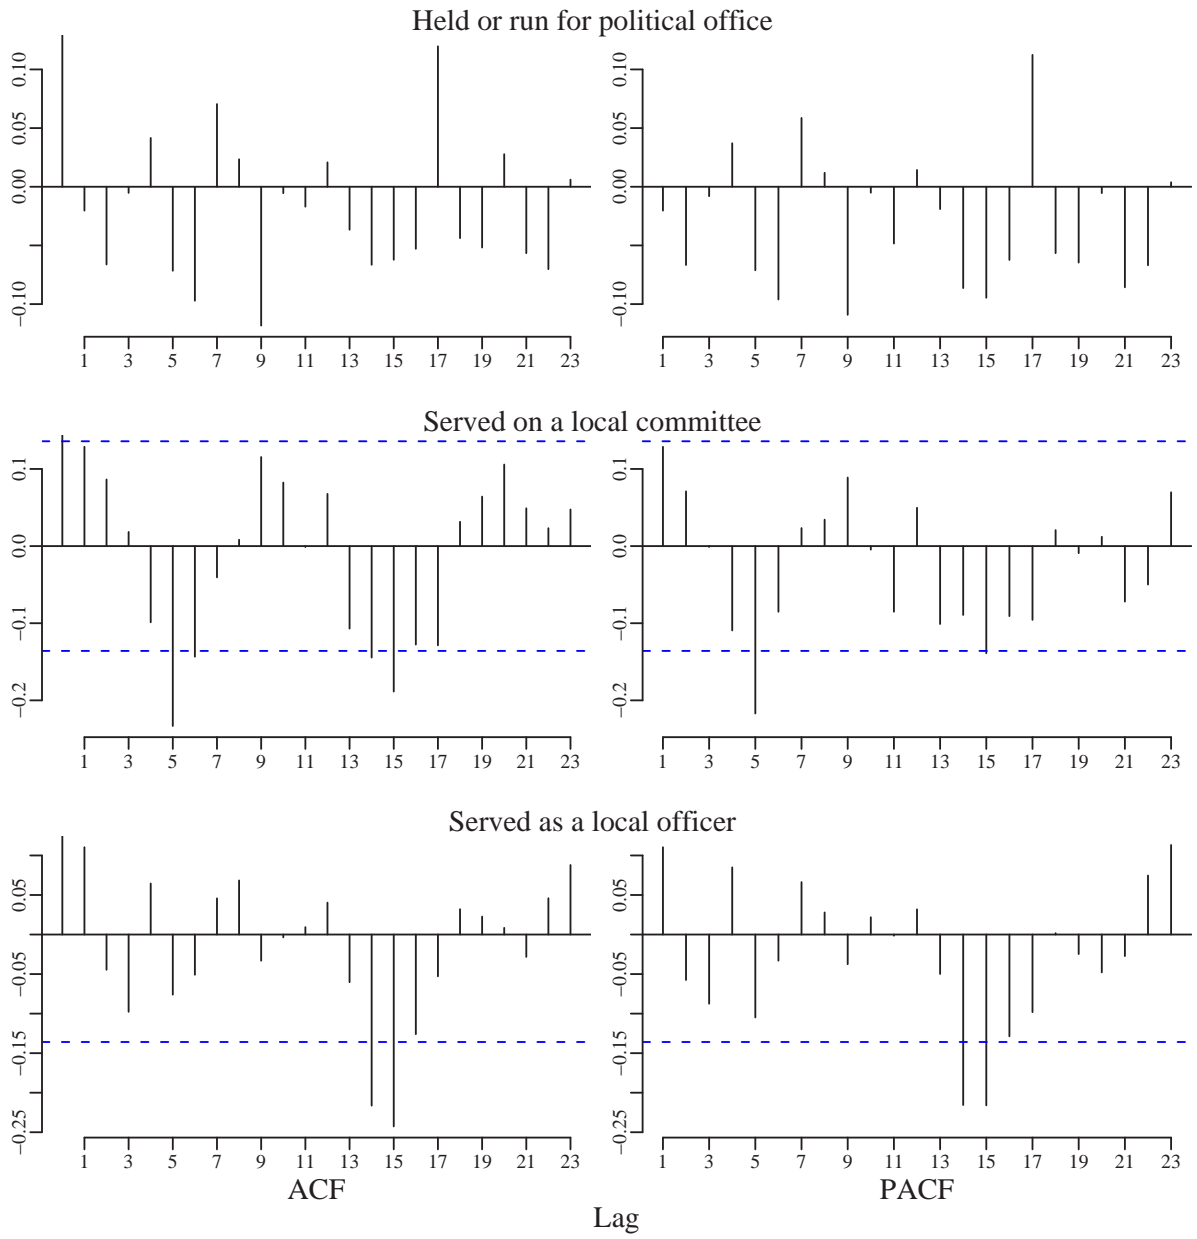 Held or run for political office
0.10 0.05 0.00 −0.10
1 3 5 7 9 11 13 15 17 19 21 23
0.10 0.05 0.00 −0.10
1 3 5 7 9 11 13 15 17 19 21 23
Served on a local committee
0.1 0.0 −0.1 −0.2
1 3 5 7 9 11 13 15 17 19 21 23
0.1 0.0 −0.1 −0.2
1 3 5 7 9 11 13 15 17 19 21 23
Served as a local officer
0.05 −0.05 −0.15 −0.25
1 3 5 7 9 11 13 15 17 19 21 23
ACF
0.05 −0.05 −0.15 −0.25
1 3 5 7 9 11 13 15 17 19 21 23
PACF
Lag